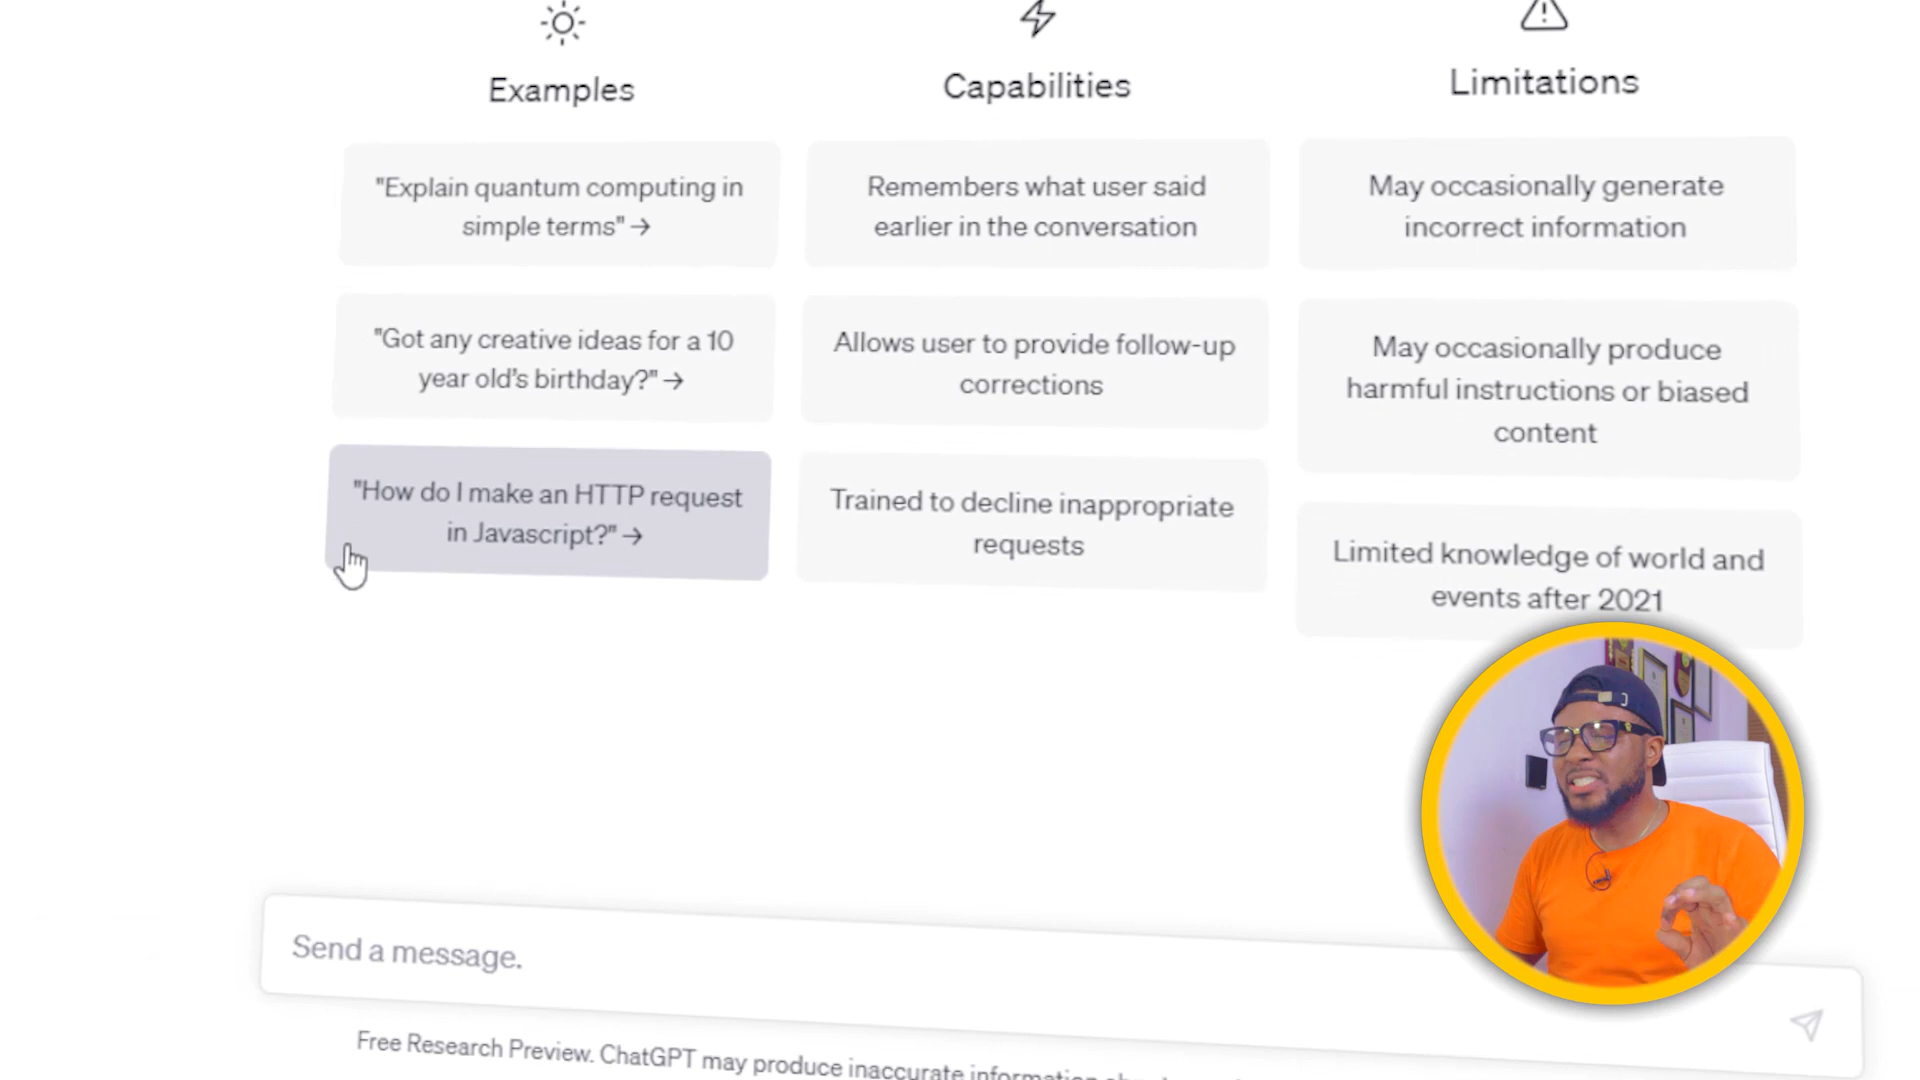 Examples
"Explain quantum computing in
simple terms" →
"Got any creative ideas for a 10
year old's birthday?" →
"How do I make an HTTP request
in Javascript?" →
Capabilities
Remembers what user said
earlier in the conversation
Allows user to provide follow-up
corrections
Trained to decline inappropriate
requests
Limitations
May occasionally generate
incorrect information
May occasionally produce
harmful instructions or biased
content
Limited knowledge of world and
events after 2021
Send a message.
Free Research Preview. ChatGPT may produce inaccurate information